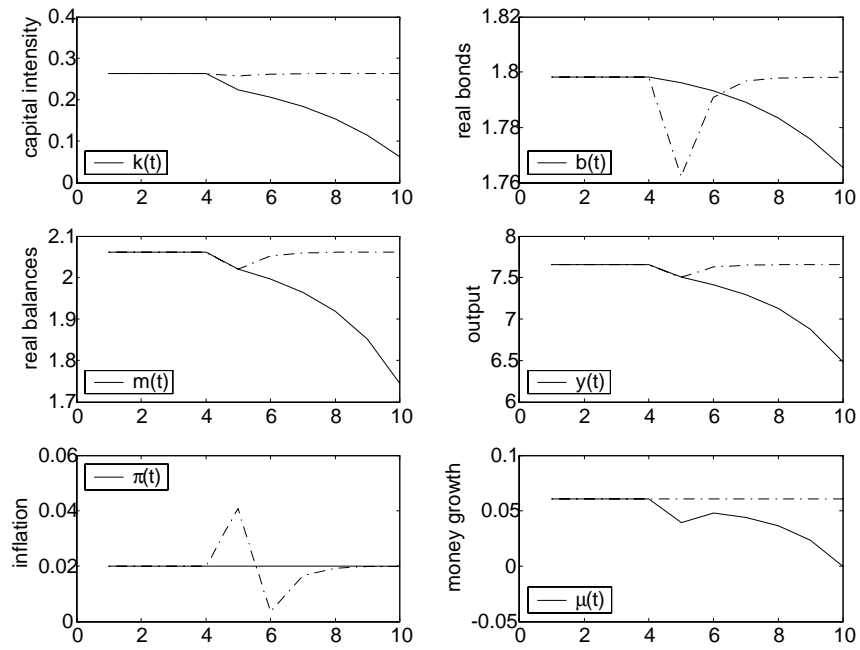 capital intensity
0.4
0.3
0.2
0.1
0
0 2 4 6 8 10
k(t)
real bonds
1.82
1.8
1.78
1.76
0 2 4 6 8 10
b(t)
real balances
2.1
2
1.9
1.8
1.7
0 2 4 6 8 10
m(t)
output
8
7.5
7
6.5
6
0 2 4 6 8 10
y(t)
inflation
0.06
0.04
0.02
0
0 2 4 6 8 10
π(t)
money growth
0.1
0.05
0
-0.05
0 2 4 6 8 10
μ(t)